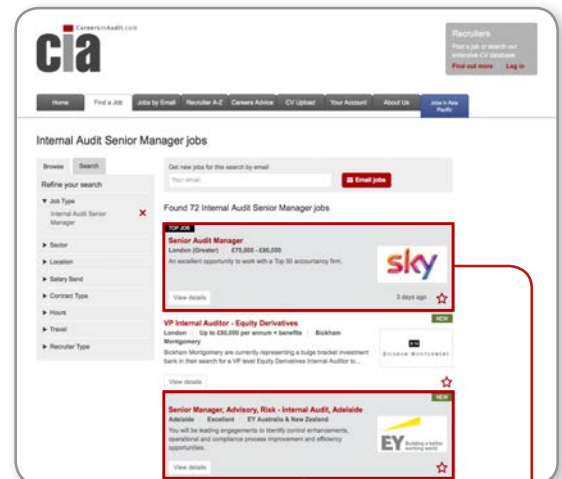 CareersinAudit.com
cia
Recruiters
Post a job or search our
extensive CV database
Find out more Log in
Home Find a Job Jobs by Email Recruiter A-Z Careers Advice CV Upload Your Account About Us Jobs in Asia Pacific
Internal Audit Senior Manager jobs
Browse Search
Refine your search
Job Type
Internal Audit Senior
Manager
Sector
Location
Salary Band
Contract Type
Hours
Travel
Recruiter Type
Get new jobs for this search by email
Your email
Email jobs
Found 72 Internal Audit Senior Manager jobs
TOP JOB
Senior Audit Manager
London (Greater) £75,000 - £90,000
An excellent opportunity to work with a Top 50 accountancy firm.
sky
View details
3 days ago
NEW
VP Internal Auditor - Equity Derivatives
London Up to £90,000 per annum + benefits Bickham
Montgomery
Bickham Montgomery are currently representing a bulge bracket investment
bank in their search for a VP level Equity Derivatives Internal Auditor to...
BICKHAM MONTGOMERY
View details
NEW
Senior Manager, Advisory, Risk - Internal Audit, Adelaide
Adelaide Excellent EY Australia & New Zealand
You will be leading engagements to identify control enhancements,
operational and compliance process improvement and efficiency
opportunities.
EY Building a better
working world
View details